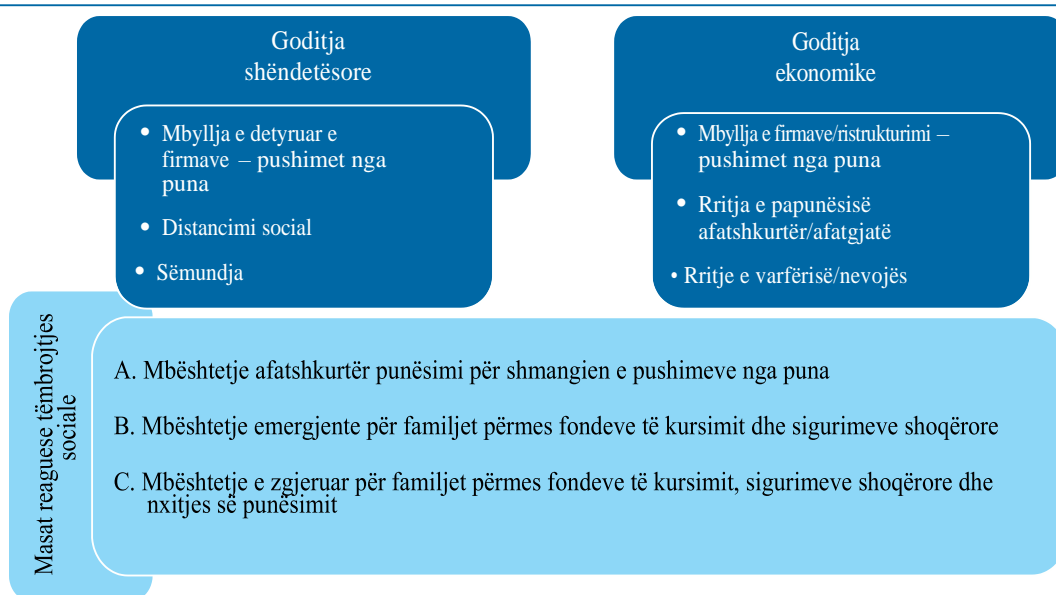 Goditja
shëndetësore
• Mbyllja e detyruar e
firmave – pushimet nga
puna
• Distancimi social
• Sëmundja
Goditja
ekonomike
• Mbyllja e firmave/ristrukturimi –
pushimet nga puna
• Rritja e papunësisë
afatshkurtër/afatgjatë
• Rritje e varfërisë/nevojës
Masat reaguese tëmbrojtjes
sociale
A. Mbështetje afatshkurtër punësimi për shmangien e pushimeve nga puna
B. Mbështetje emergjente për familjet përmes fondeve të kursimit dhe sigurimeve shoqërore
C. Mbështetje e zgjeruar për familjet përmes fondeve të kursimit, sigurimeve shoqërore dhe
nxitjes së punësimit